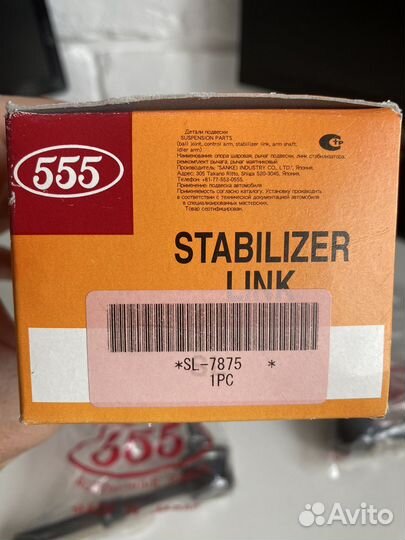 Детали подвески
SUSPENSION PARTS
(ball joint, control arm, stabilizer link, arm shaft,
idler arm)
Наименование: опора шаровая, рычаг подвески, линк стабилизатора,
ремкомплект рычага, рычаг маятниковый
"SANKEI INDUSTRY CO., LTD.", Япония.
Адрес: 305 Takano Ritto, Shiga 520-3045, Япония.
Телефон: +81-77-553-0555.
Применение: подвеска автомобиля
Применяемость согласно каталогу. Установку производить
в соответствии с технической документацией автомобиля
в специализированных мастерских.
Товар сертифицирован.
555
STABILIZER
LINK
*SL-7875 *
1PC
555
Avito